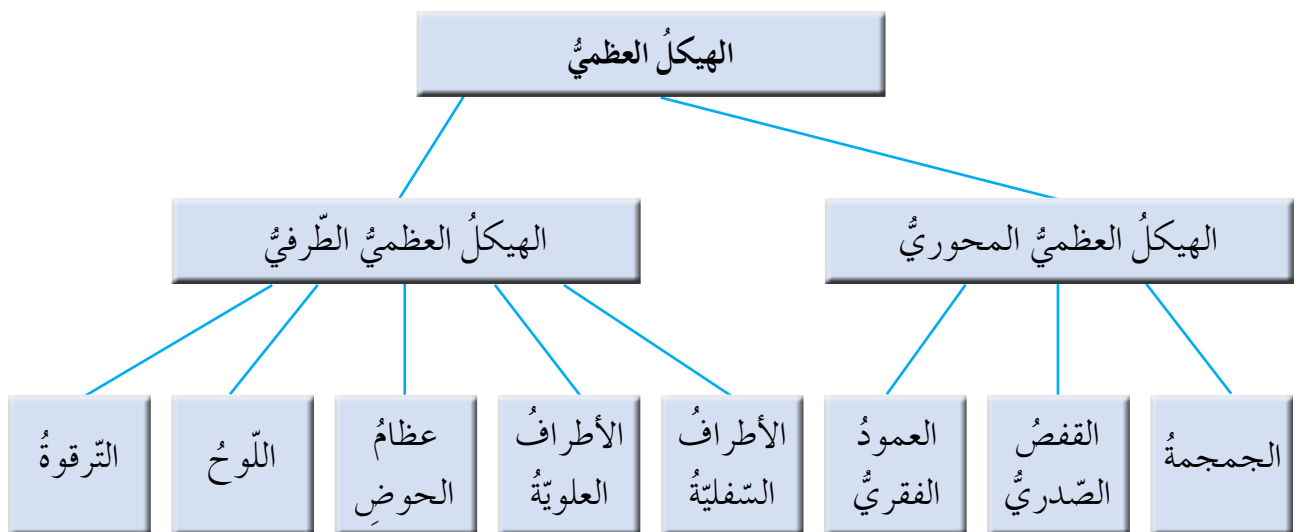 الهيكلُ العظميُّ
الهيكلُ العظميُّ المحوريُّ
الهيكلُ العظميُّ الطّرفيُّ
الجمجمةُ
القفصُ
الصّدريُّ
العمودُ
الفقريُّ
الأطرافُ
السّفليّةُ
الأطرافُ
العلويّةُ
عظامُ
الحوضِ
اللّوحُ
التّرقوةُ